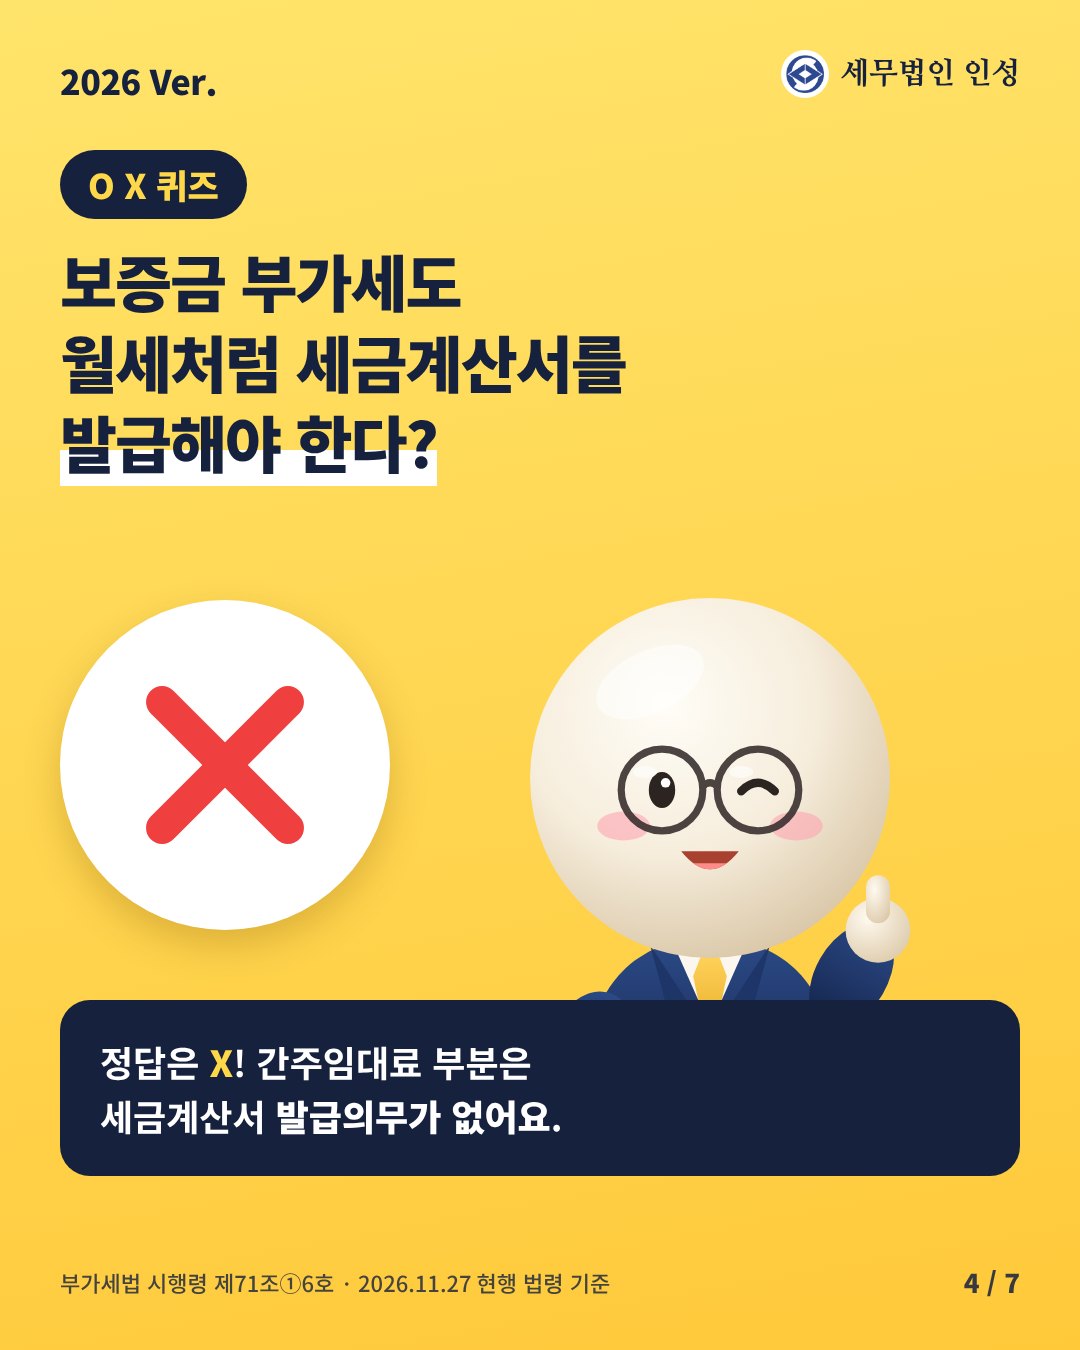 2026 Ver.
세무법인 인성
O X 퀴즈
보증금 부가세도
월세처럼 세금계산서를
발급해야 한다?
정답은 X! 간주임대료 부분은
세금계산서 발급의무가 없어요.
부가세법 시행령 제71조①6호 · 2026.11.27 현행 법령 기준
4 / 7